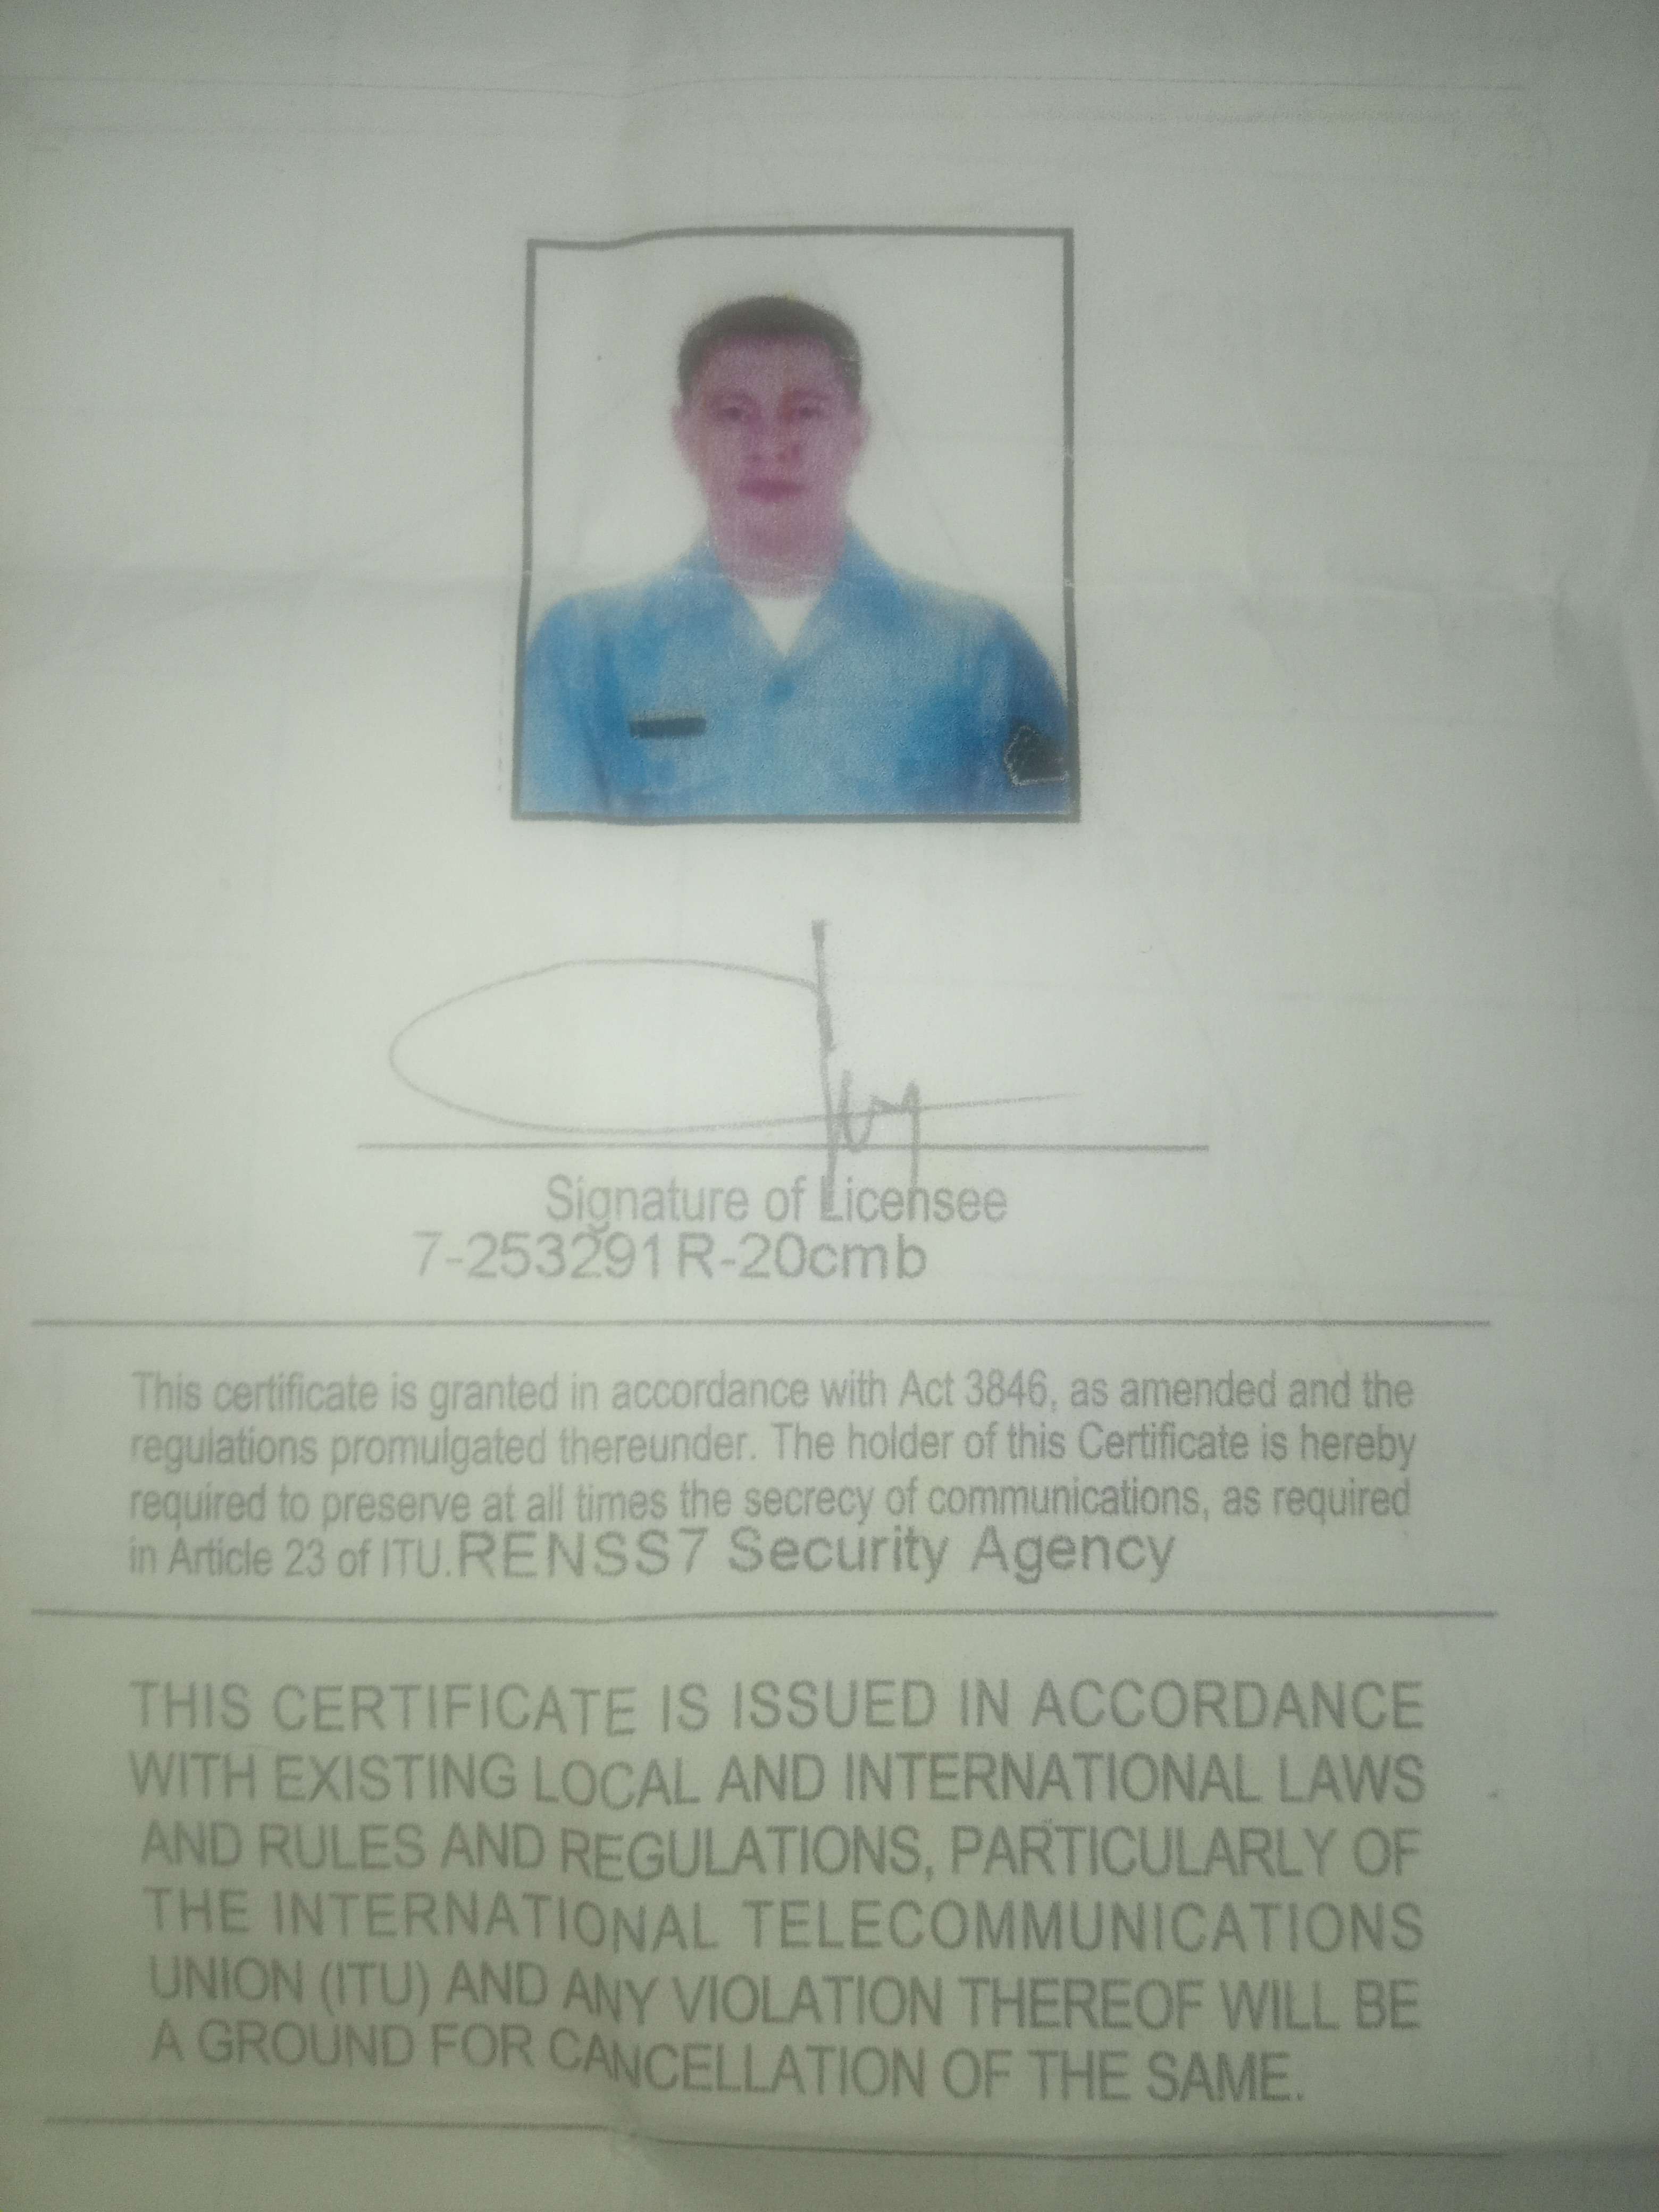 Signature of Licensee
7-253291R-20cmb
This certificate is granted in accordance with Act 3846, as amended and the
regulations promulgated thereunder. The holder of this Certificate is hereby
required to preserve at all times the secrecy of communications, as required
in Article 23 of ITU. RENSS7 Security Agency
THIS CERTIFICATE IS ISSUED IN ACCORDANCE
WITH EXISTING LOCAL AND INTERNATIONAL LAWS
AND RULES AND REGULATIONS, PARTICULARLY OF
THE INTERNATIONAL TELECOMMUNICATIONS
UNION (ITU) AND ANY VIOLATION THEREOF WILL BE
A GROUND FOR CANCELLATION OF THE SAME.